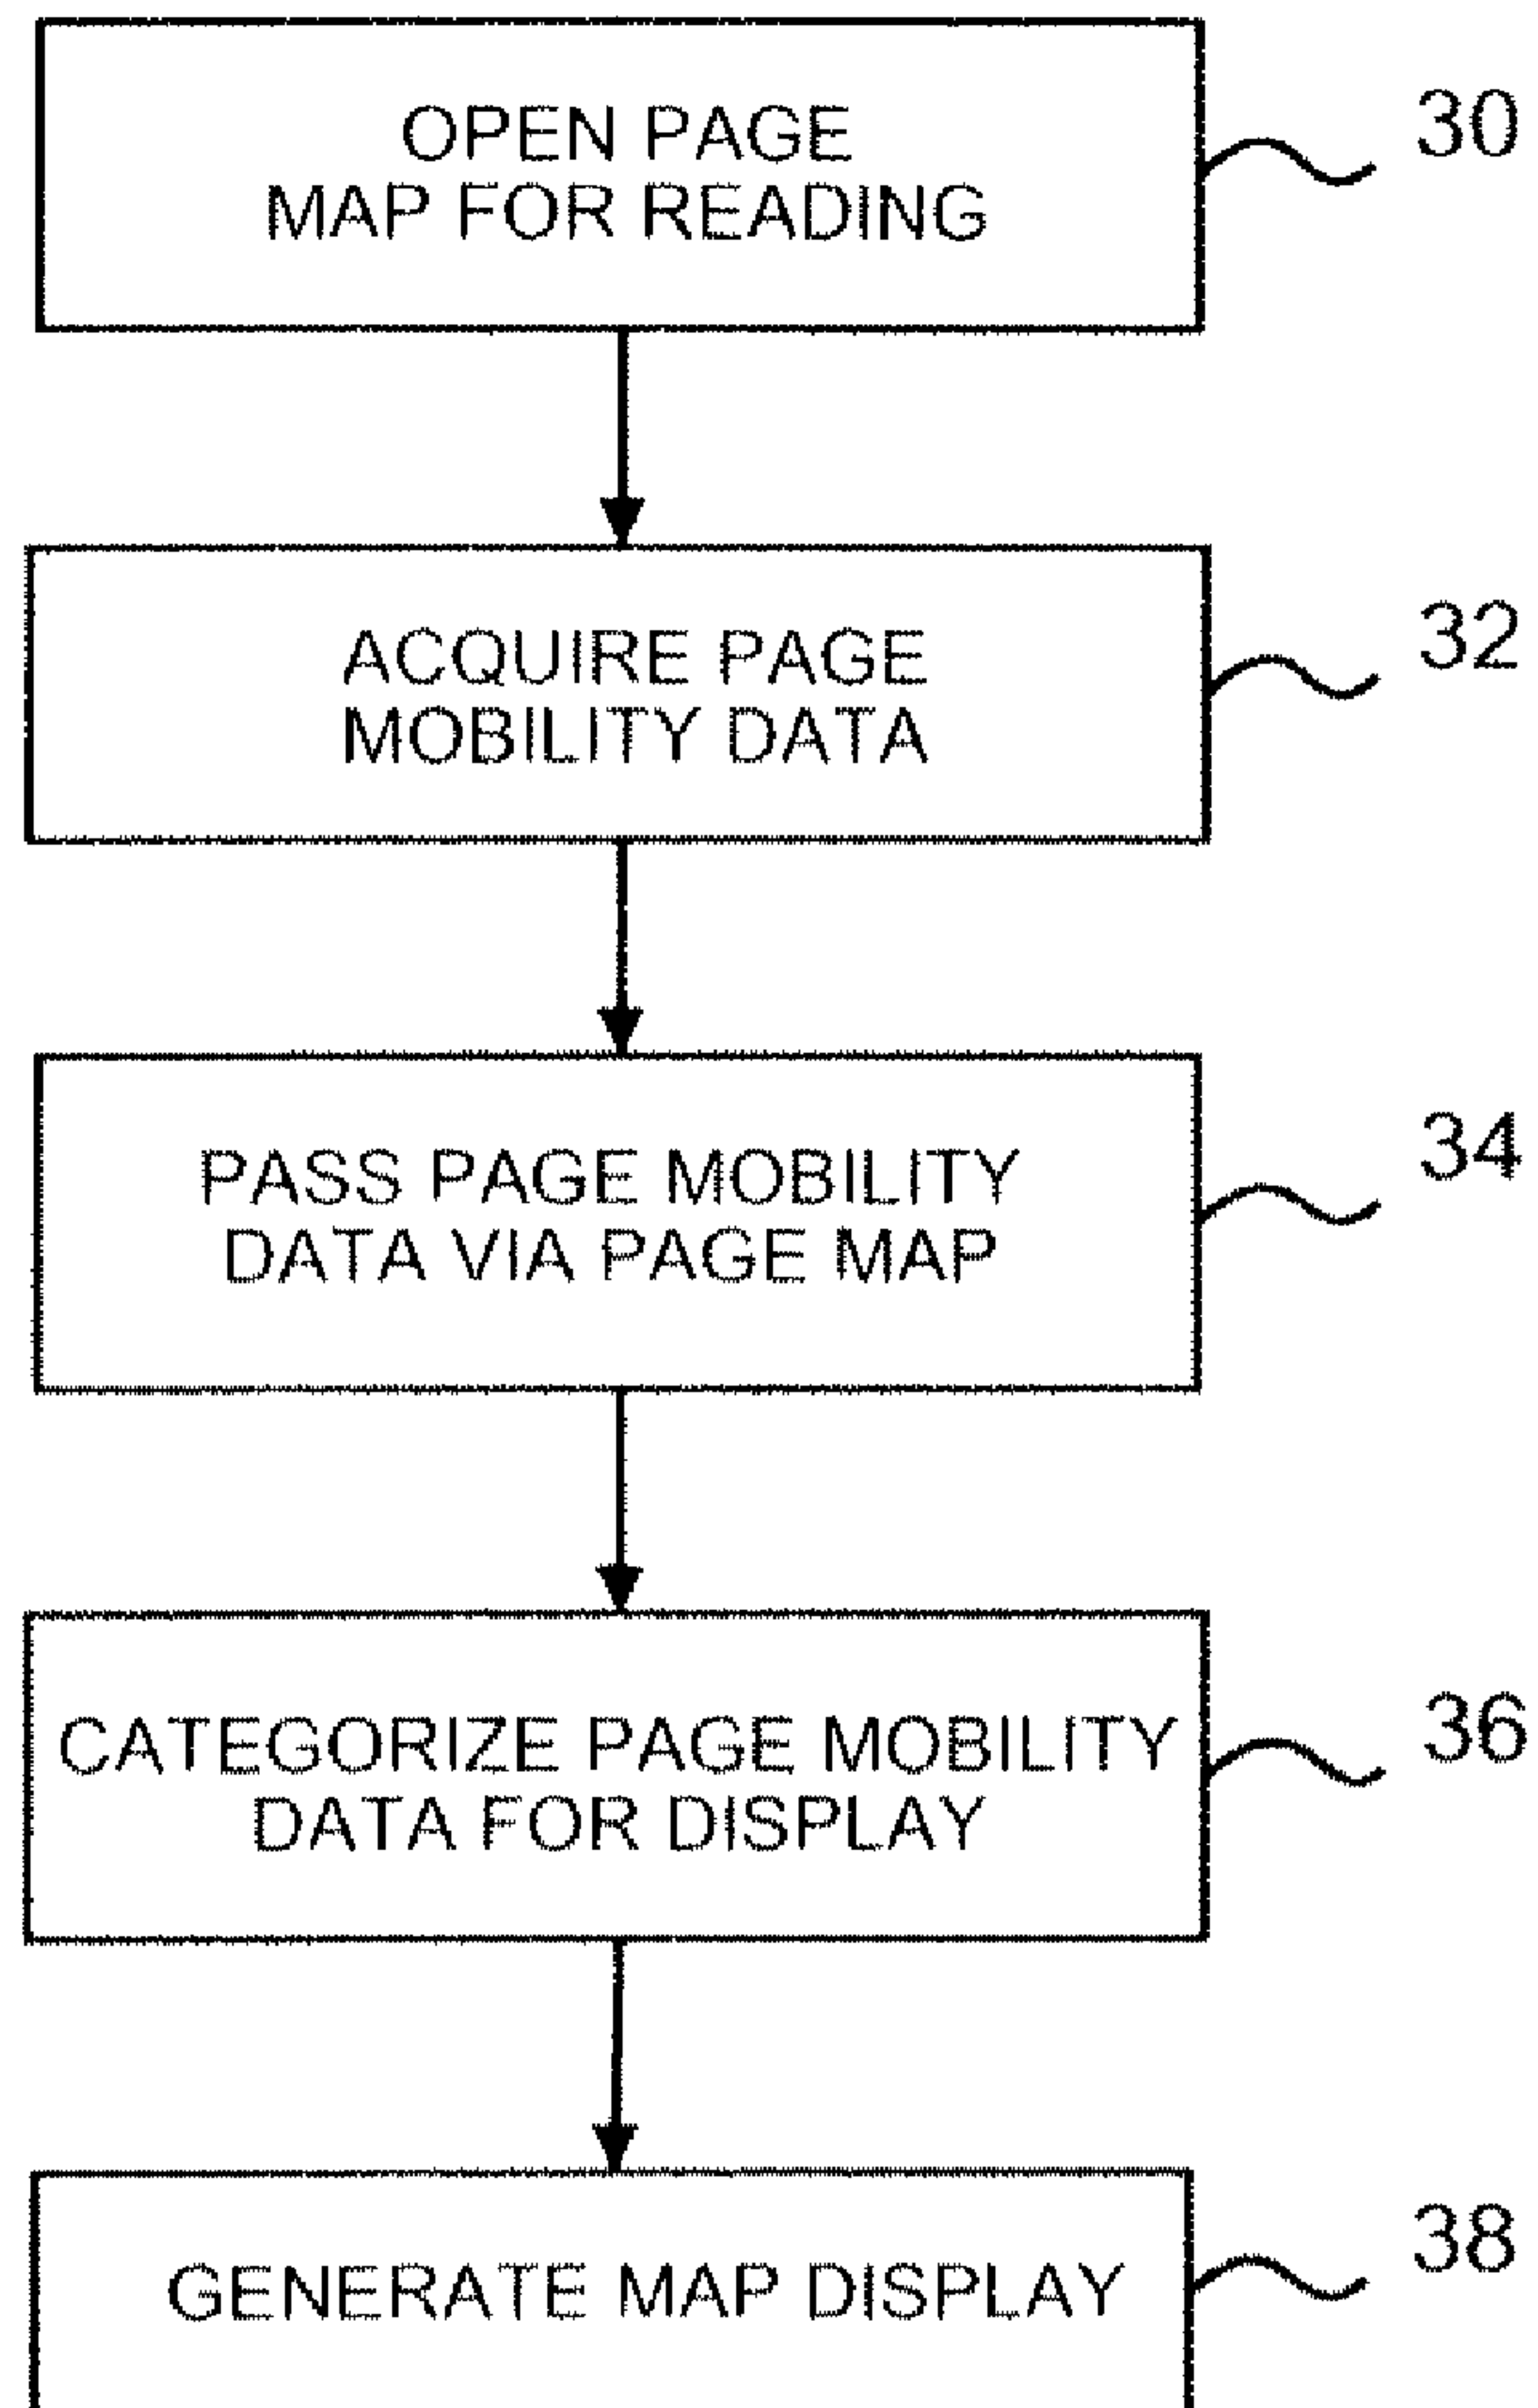 OPEN PAGE
MAP FOR READING
30
ACQUIRE PAGE
MOBILITY DATA
32
PASS PAGE MOBILITY
DATA VIA PAGE MAP
34
CATEGORIZE PAGE MOBILITY
DATA FOR DISPLAY
36
GENERATE MAP DISPLAY
38